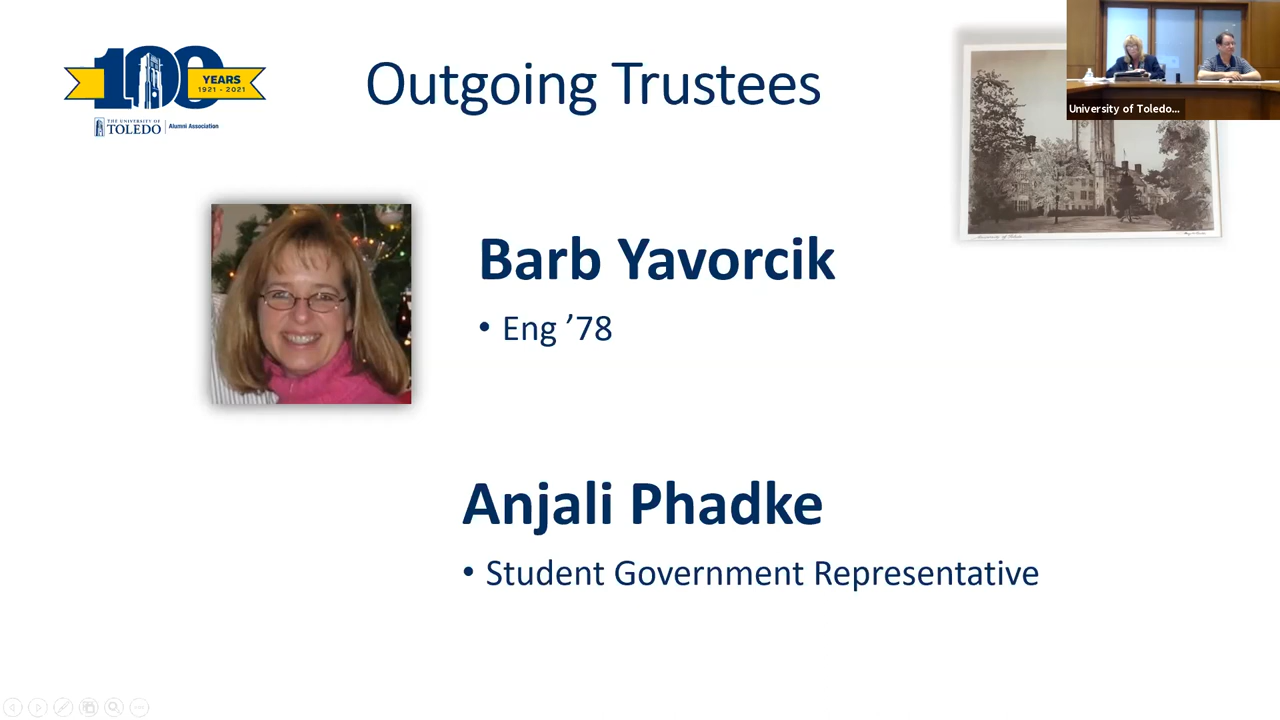 100
YEARS
1921 - 2021
THE UNIVERSITY OF
TOLEDO
Alumni Association
Outgoing Trustees
University of Toledo...
Barb Yavorcik
• Eng ’78
Anjali Phadke
• Student Government Representative